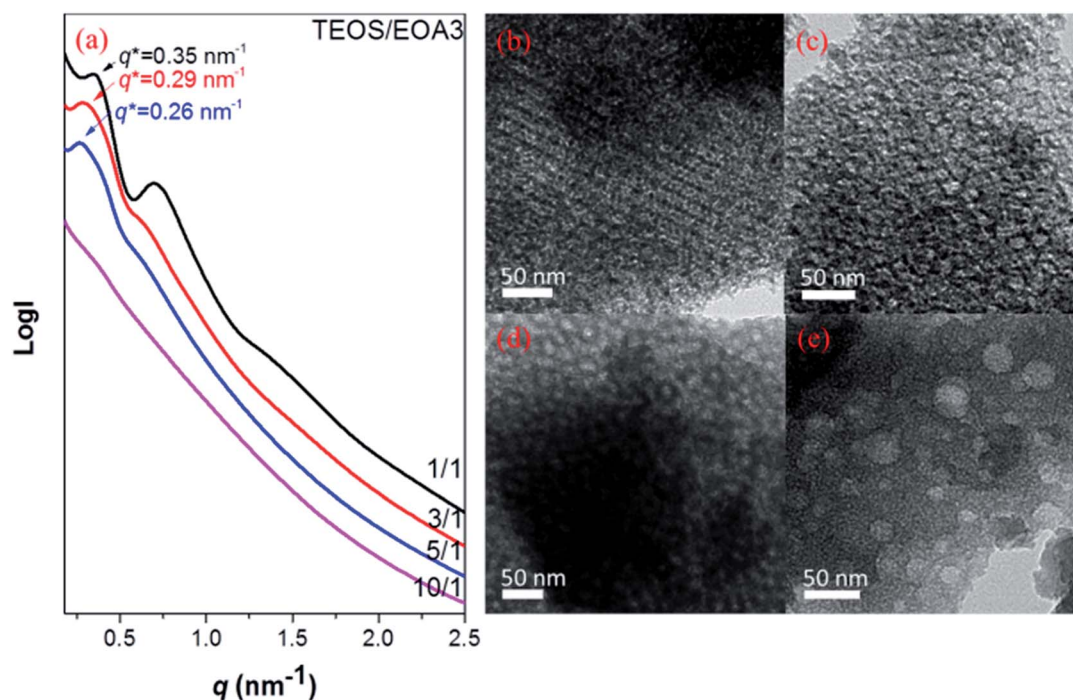 (a)
TEOS/EOA3
q*=0.35 nm⁻¹
q*=0.29 nm⁻¹
q*=0.26 nm⁻¹
1/1
3/1
5/1
10/1
LogI
0.5 1.0 1.5 2.0 2.5
q (nm⁻¹)
(b)
50 nm
(c)
50 nm
(d)
50 nm
(e)
50 nm